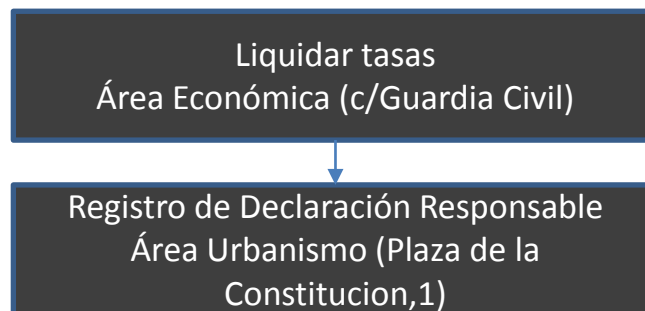 Liquidar tasas
Área Económica (c/Guardia Civil)
Registro de Declaración Responsable
Área Urbanismo (Plaza de la
Constitucion,1)